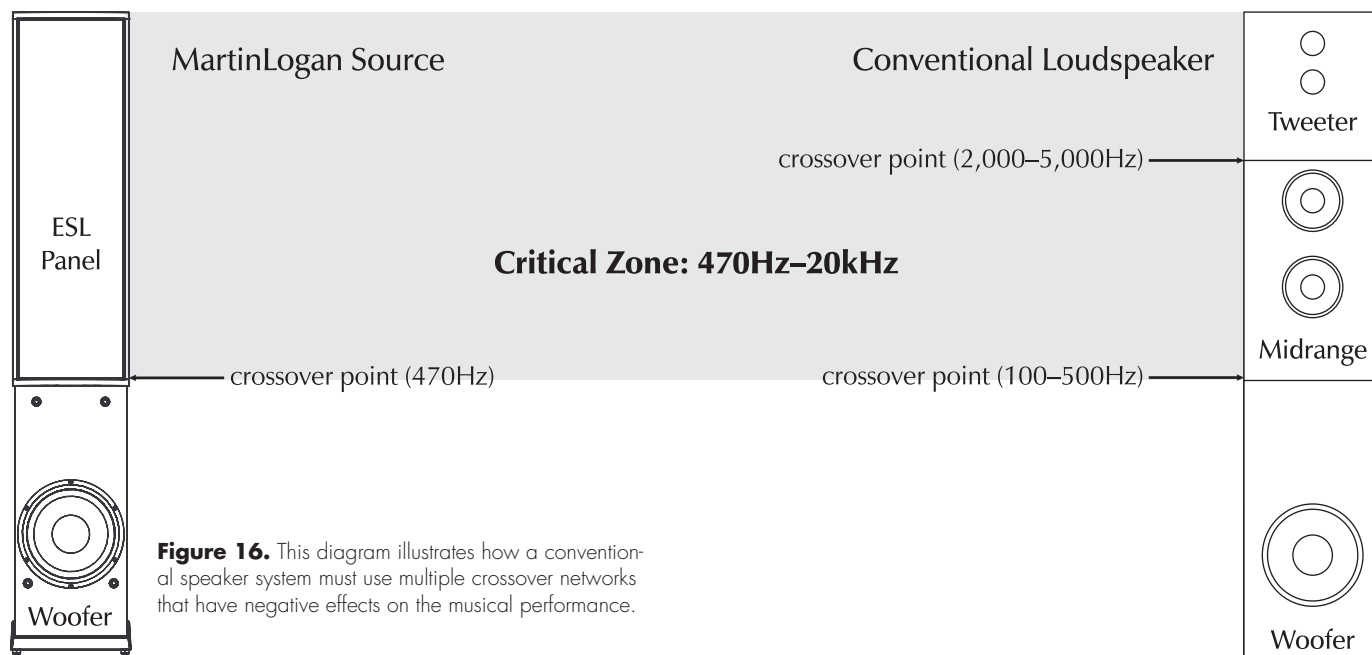 MartinLogan Source
Conventional Loudspeaker
Tweeter
crossover point (2,000–5,000Hz)
ESL
Panel
Critical Zone: 470Hz–20kHz
Midrange
crossover point (470Hz)
crossover point (100–500Hz)
Figure 16. This diagram illustrates how a convention-
al speaker system must use multiple crossover networks
that have negative effects on the musical performance.
Woofer
Woofer